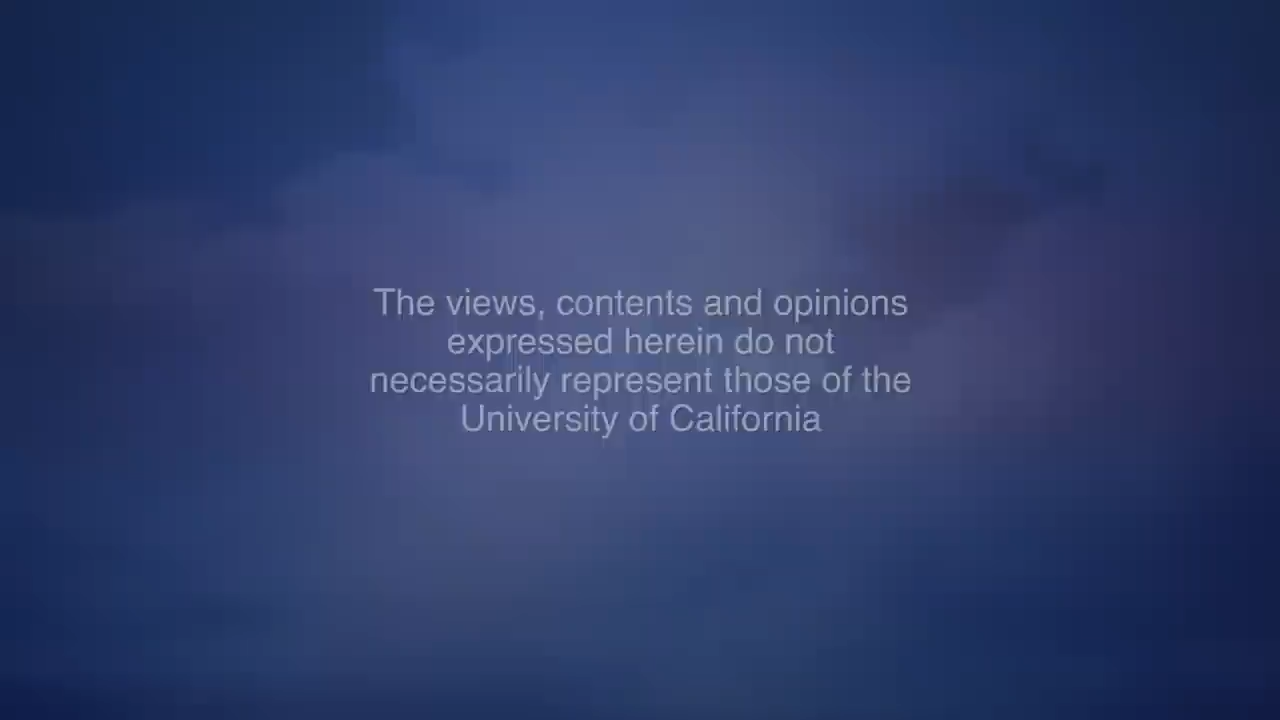 The views, contents and opinions
expressed herein do not
necessarily represent those of the
University of California